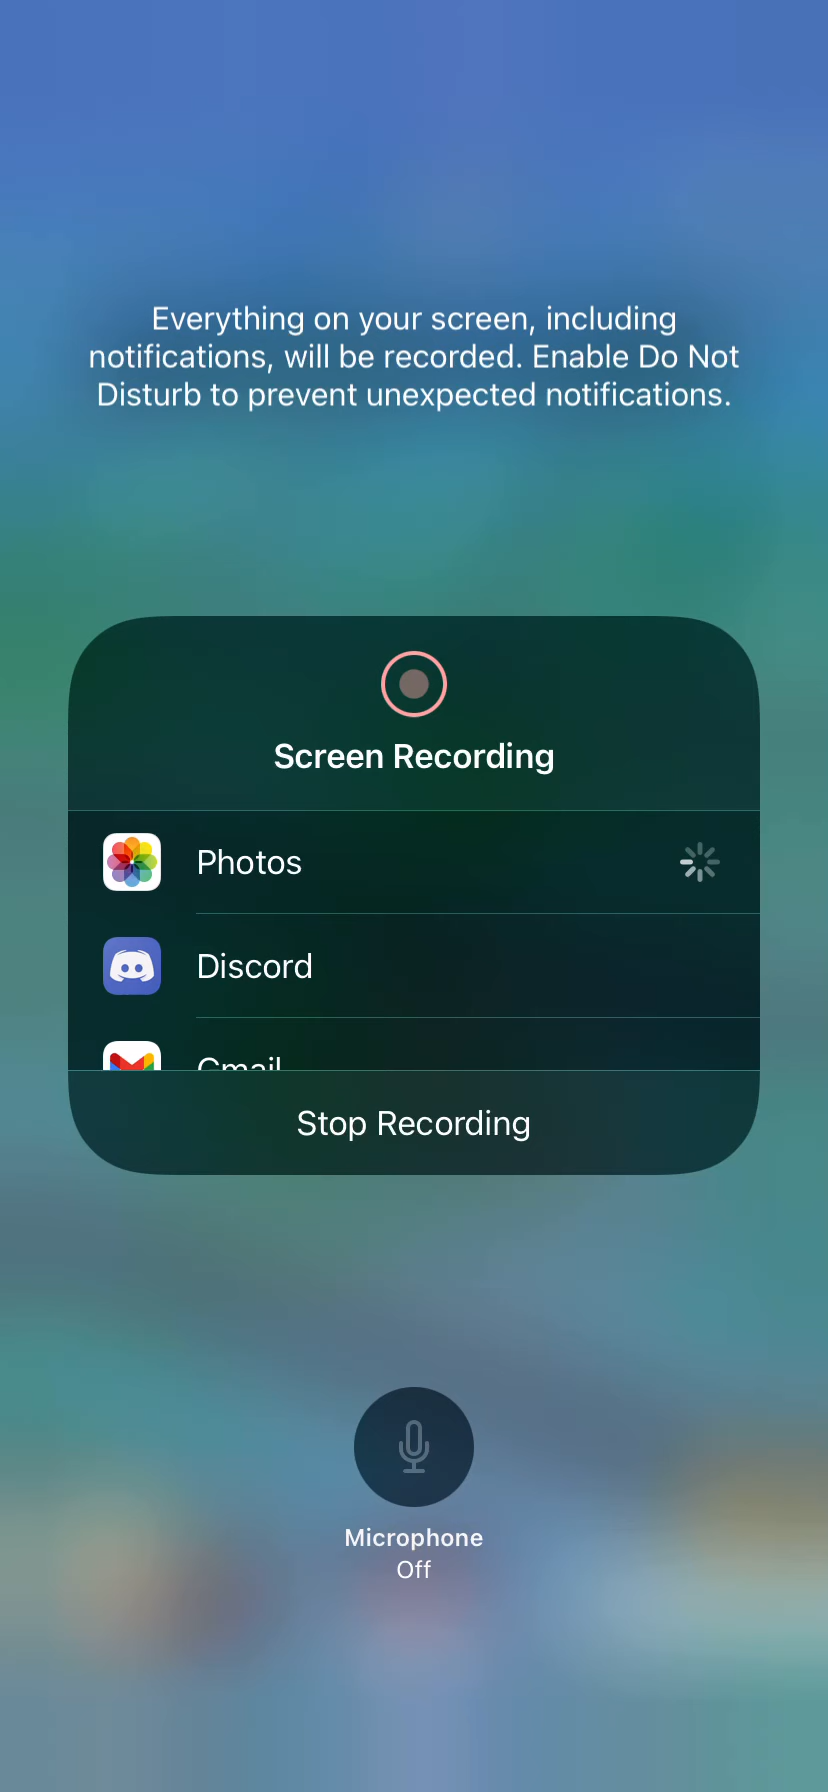 Everything on your screen, including
notifications, will be recorded. Enable Do Not
Disturb to prevent unexpected notifications.
Screen Recording
Photos
Discord
Gmail
Stop Recording
Microphone
Off